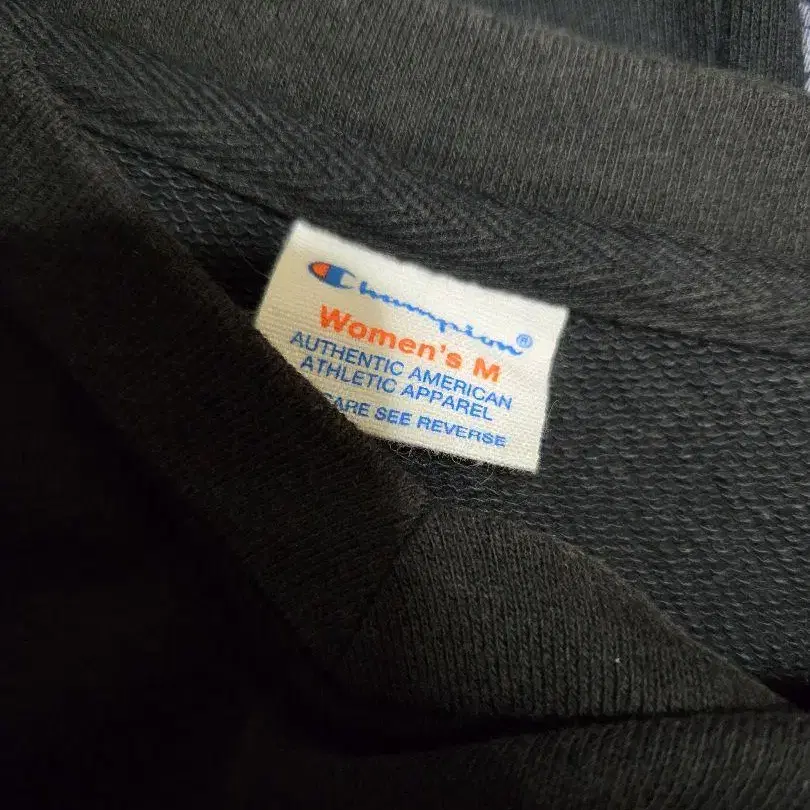 Champion®
Women's M
AUTHENTIC AMERICAN
ATHLETIC APPAREL
CARE SEE REVERSE